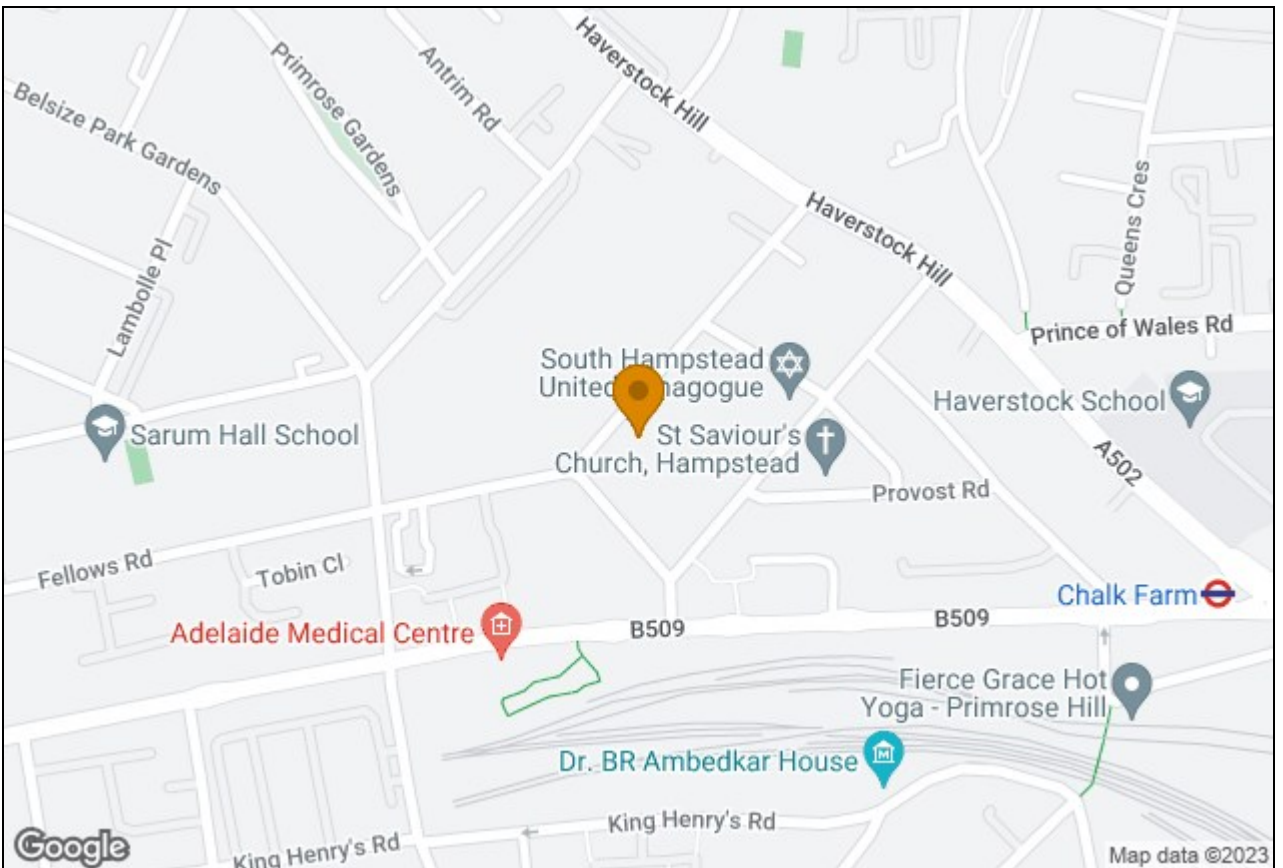 Haverstock Hill
Antrim Rd
Primrose Gardens
Belsize Park Gardens
Haverstock Hill
Queens Cres
Lambolle Pl
Prince of Wales Rd
South Hampstead
United Synagogue
Haverstock School
Sarum Hall School
St Saviour's
Church, Hampstead
A502
Provost Rd
Fellows Rd
Tobin Cl
Chalk Farm
Adelaide Medical Centre
B509
B509
Fierce Grace Hot
Yoga - Primrose Hill
Dr. BR Ambedkar House
M
King Henry's Rd
King Henry's Rd
Google
Map data ©2023